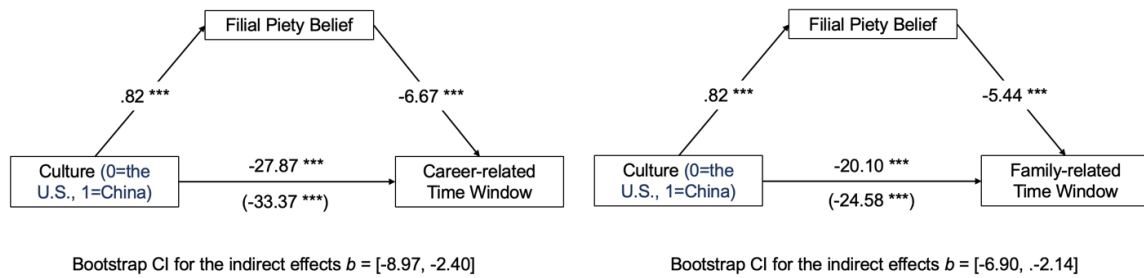 Filial Piety Belief
.82 ***
-6.67 ***
Culture (0=the
U.S., 1=China)
-27.87 ***
(-33.37 ***)
Career-related
Time Window
Bootstrap CI for the indirect effects b = [-8.97, -2.40]
Filial Piety Belief
.82 ***
-5.44 ***
Culture (0=the
U.S., 1=China)
-20.10 ***
(-24.58 ***)
Family-related
Time Window
Bootstrap CI for the indirect effects b = [-6.90, .-2.14]